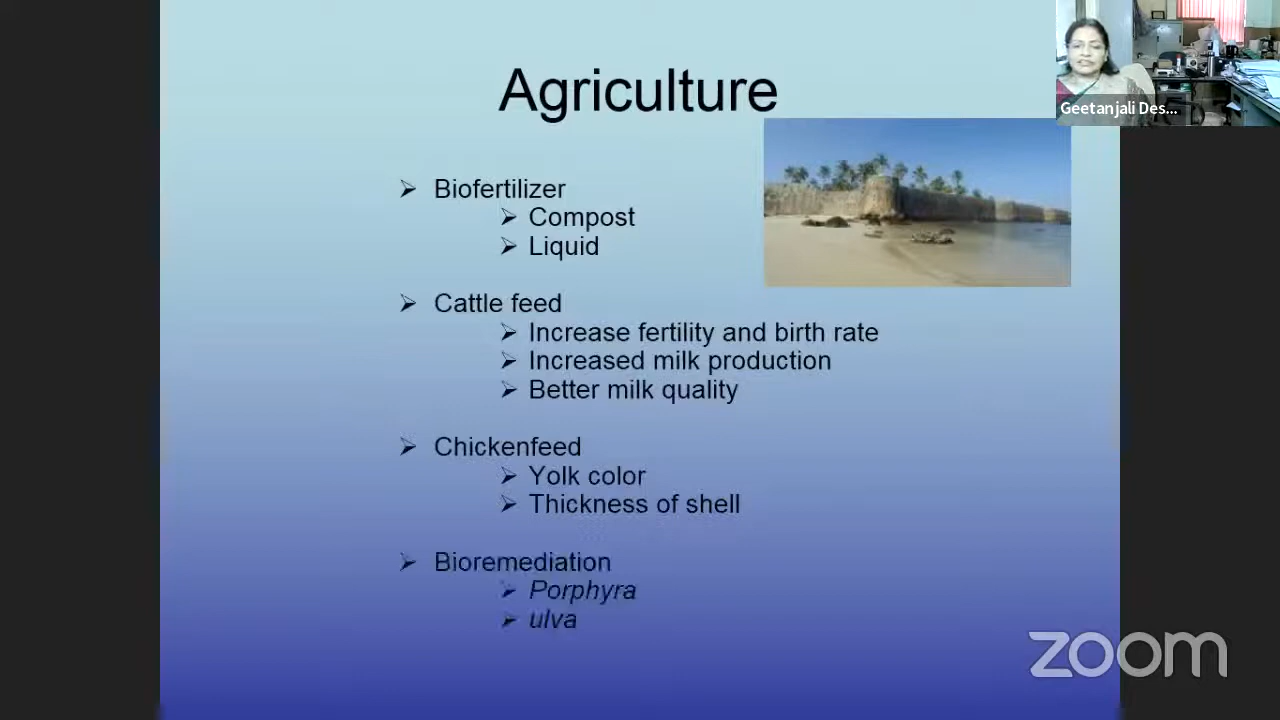 Agriculture
Geetanjali Des...
➢ Biofertilizer
➢ Compost
➢ Liquid
➢ Cattle feed
➢ Increase fertility and birth rate
➢ Increased milk production
➢ Better milk quality
➢ Chickenfeed
➢ Yolk color
➢ Thickness of shell
➢ Bioremediation
➢ Porphyra
➢ ulva
zoom